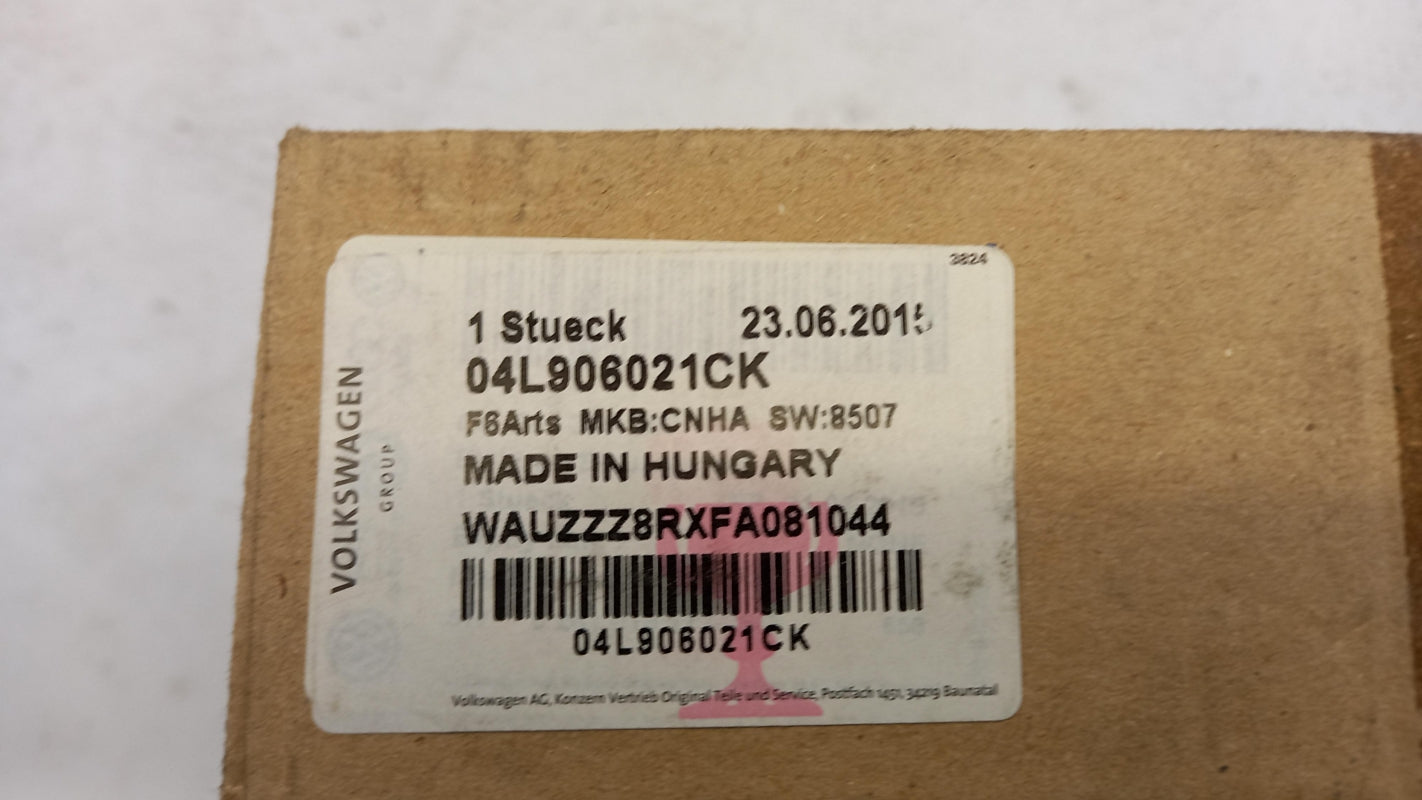 3824
1 Stueck 23.06.2015
04L906021CK
F6Arts MKB:CNHA SW:8507
MADE IN HUNGARY
WAUZZZ8RXFA081044
04L906021CK
Volkswagen AG, Konzern Vertrieb Original Teile und Service, Postfach 1451, 34219 Baunatal
VOLKSWAGEN
GROUP